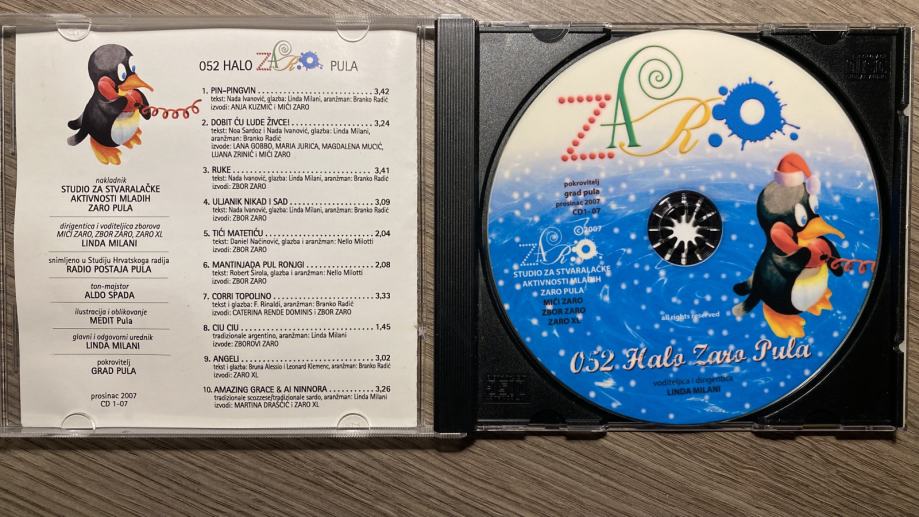 052 HALO ZARO PULA
nakladnik
STUDIO ZA STVARALAČKE
AKTIVNOSTI MLADIH
ZARO PULA
dirigentica i voditeljica zborova
MIĆI ZARO, ZBOR ZARO, ZARO XL
LINDA MILANI
snimljeno u Studiju Hrvatskoga radija
RADIO POSTAJA PULA
ton-majstor
ALDO SPADA
ilustracija i oblikovanje
MEDIT Pula
glavni i odgovorni urednik
LINDA MILANI
pokrovitelj
GRAD PULA
prosinac 2007
CD 1-07
1. PIN-PINGVIN 3,42
tekst: Nada Ivanović, glazba: Linda Milani, aranžman: Branko Radić
izvodi: ANJA KUZMIĆ i MIĆI ZARO
2. DOBIT ĆU LUDE ŽIVCE! 3,24
tekst: Noa Sardoz i Nada Ivanović, glazba: Linda Milani,
aranžman: Branko Radić
izvode: LANA GOBBO, MARIA JURICA, MAGDALENA MUCIĆ,
LUANA ZRINIĆ i MIĆI ZARO
3. RUKE 3,41
tekst: Nada Ivanović, glazba: Linda Milani, aranžman: Branko Radić
izvodi: ZBOR ZARO
4. ULJANIK NIKAD I SAD 3,09
tekst: Nada Ivanović, glazba: Linda Milani, aranžman: Branko Radić
izvodi: ZBOR ZARO
5. TIĆI MATETIĆU 2,04
tekst: Daniel Načinović, glazba i aranžman: Nello Milotti
izvodi: ZBOR ZARO
6. MANTINJADA PUL RONJGI 2,08
tekst: Robert Širola, glazba i aranžman: Nello Milotti
izvodi: ZBOR ZARO
7. CORRI TOPOLINO 3,33
tekst i glazba: F. Rinaldi, aranžman: Branko Radić
izvodi: CATERINA RENDE DOMINIS i ZBOR ZARO
8. CIU CIU 1,45
tradizionale argentino, aranžman: Linda Milani
izvodi: ZBOROVI ZARO
9. ANGELI 3,02
tekst i glazba: Bruna Alessio i Leonard Klemenc, aranžman: Branko Radić
izvodi: ZARO XL
10. AMAZING GRACE & AI NINNORA 3,26
tradizionale scozzese/tradizionale sardo, aranžman: Linda Milani
izvodi: MARTINA DRAŠČIĆ i ZARO XL
ZARO
pokrovitelj
grad pula
prosinac 2007
CD1-07
©2007
ZARO
STUDIO ZA STVARALAČKE
AKTIVNOSTI MLADIH
ZARO PULA
MIĆI ZARO
ZBOR ZARO
ZARO XL
all rights reserved
052 Halo Zaro Pula
voditeljica i dirigentica
LINDA MILANI